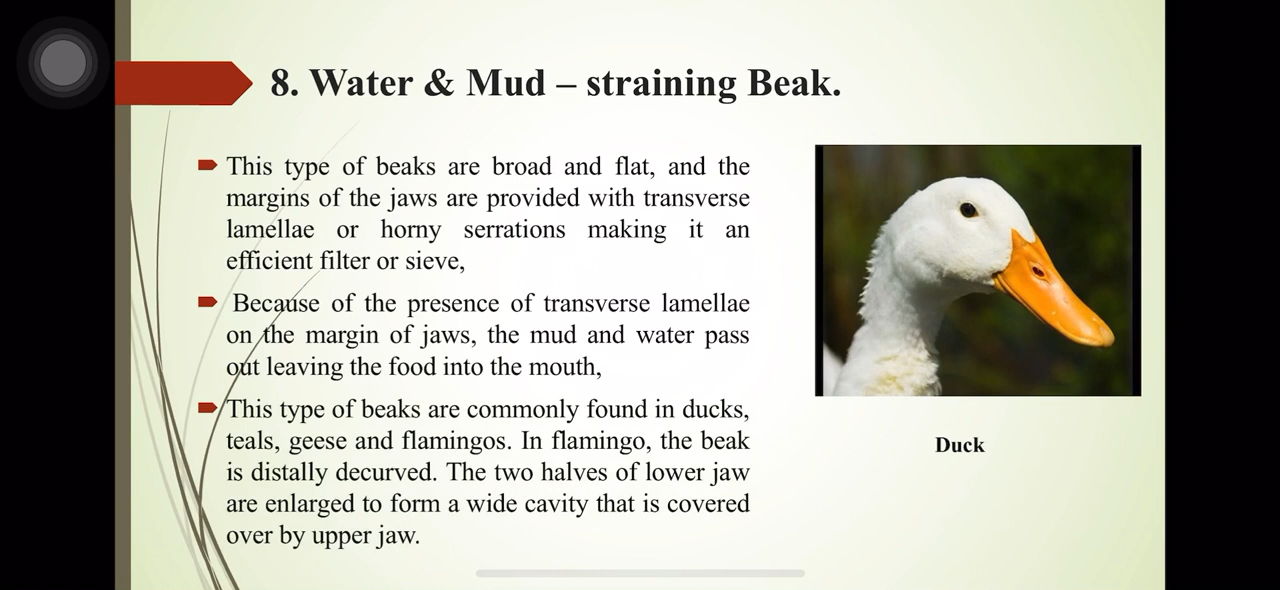 8. Water & Mud – straining Beak.
This type of beaks are broad and flat, and the
margins of the jaws are provided with transverse
lamellae or horny serrations making it an
efficient filter or sieve,
Because of the presence of transverse lamellae
on the margin of jaws, the mud and water pass
out leaving the food into the mouth,
This type of beaks are commonly found in ducks,
teals, geese and flamingos. In flamingo, the beak
is distally decurved. The two halves of lower jaw
are enlarged to form a wide cavity that is covered
over by upper jaw.
Duck